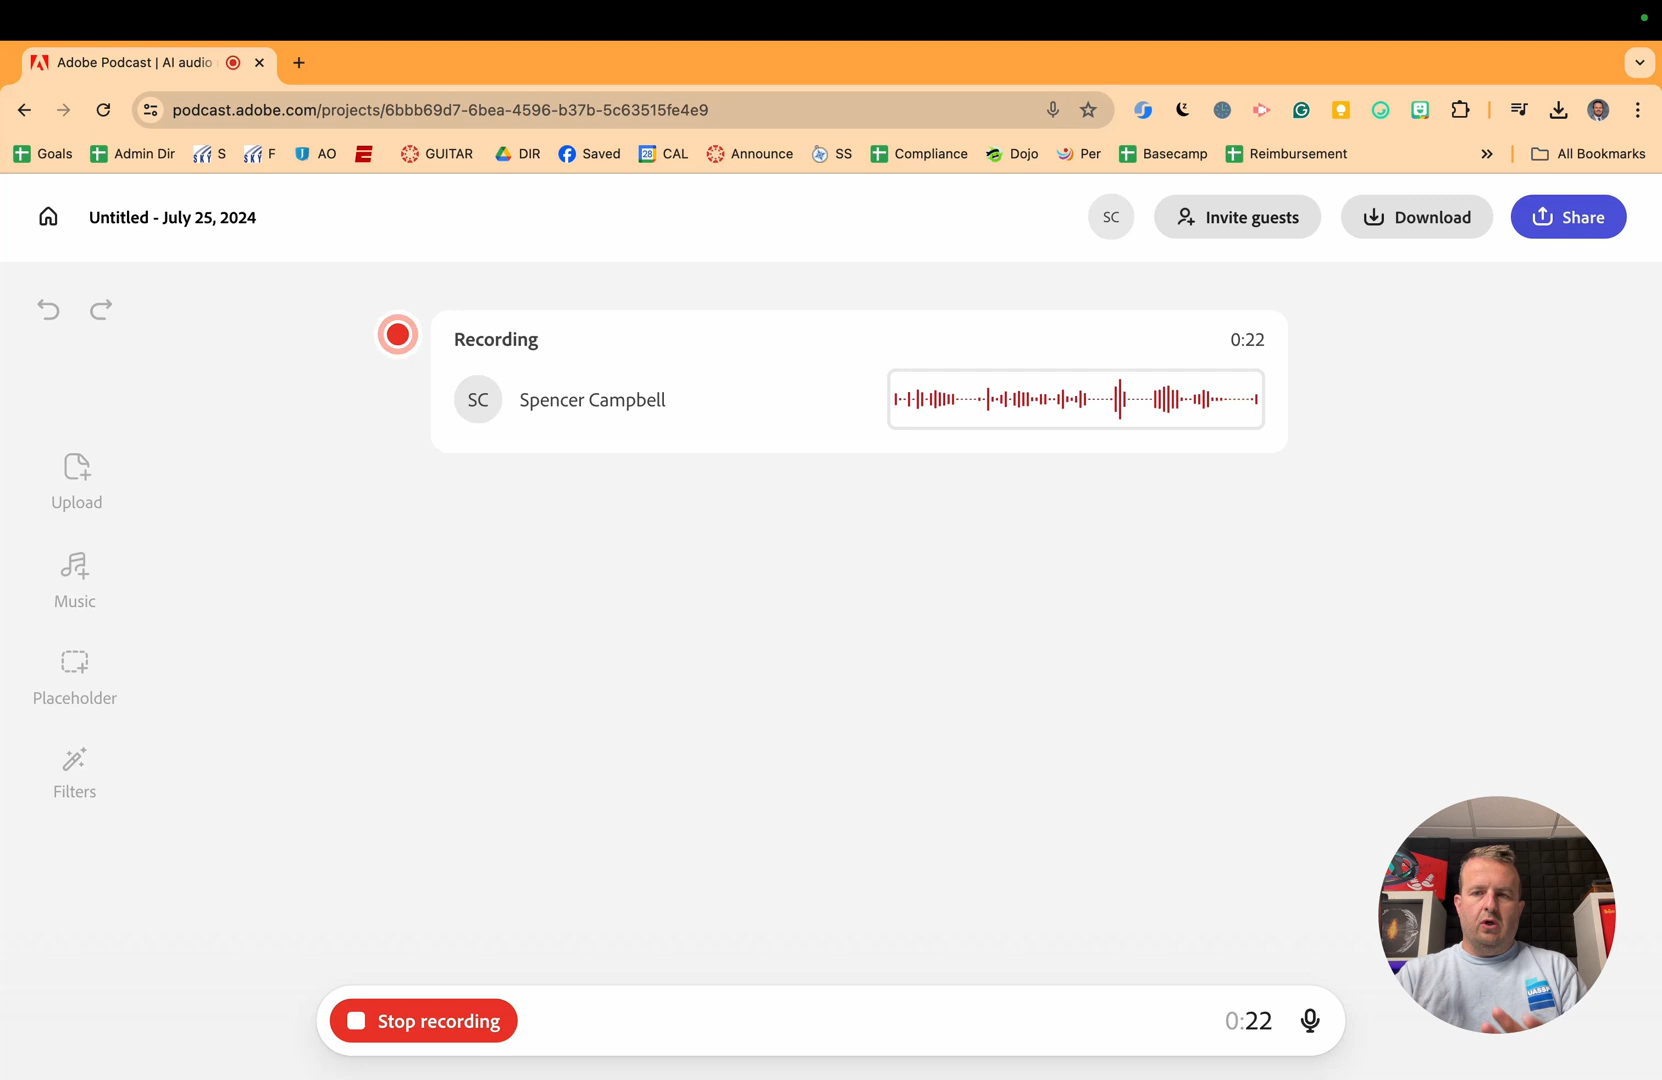 Adobe Podcast | AI audio
podcast.adobe.com/projects/6bbb69d7-6bea-4596-b37b-5c63515fe4e9
Goals Admin Dir S F AO GUITAR DIR Saved 28 CAL Announce SS Compliance Dojo Per Basecamp Reimbursement » All Bookmarks
Untitled - July 25, 2024 SC Invite guests Download Share
Recording 0:22
SC Spencer Campbell
Upload
Music
Placeholder
Filters
UASSP
Stop recording 0:22